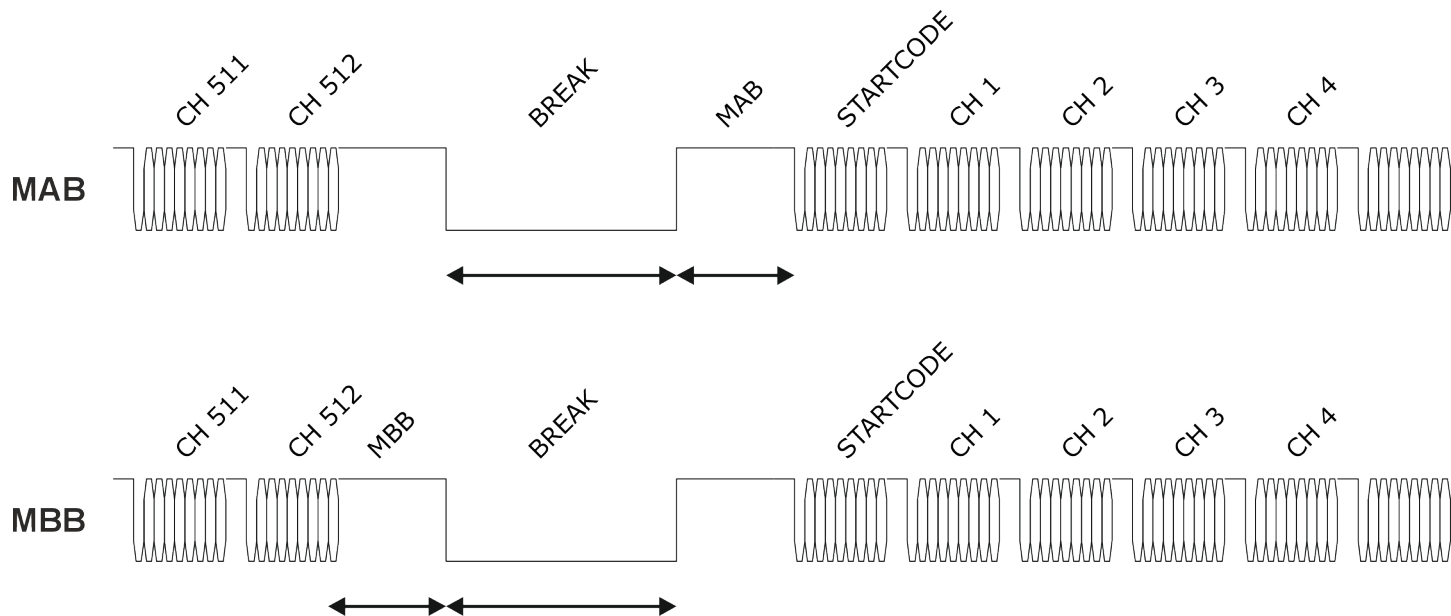 CH 511
CH 512
BREAK
MAB
STARTCODE
CH 1
CH 2
CH 3
CH 4
MAB
CH 511
CH 512
MBB
BREAK
STARTCODE
CH 1
CH 2
CH 3
CH 4
MBB